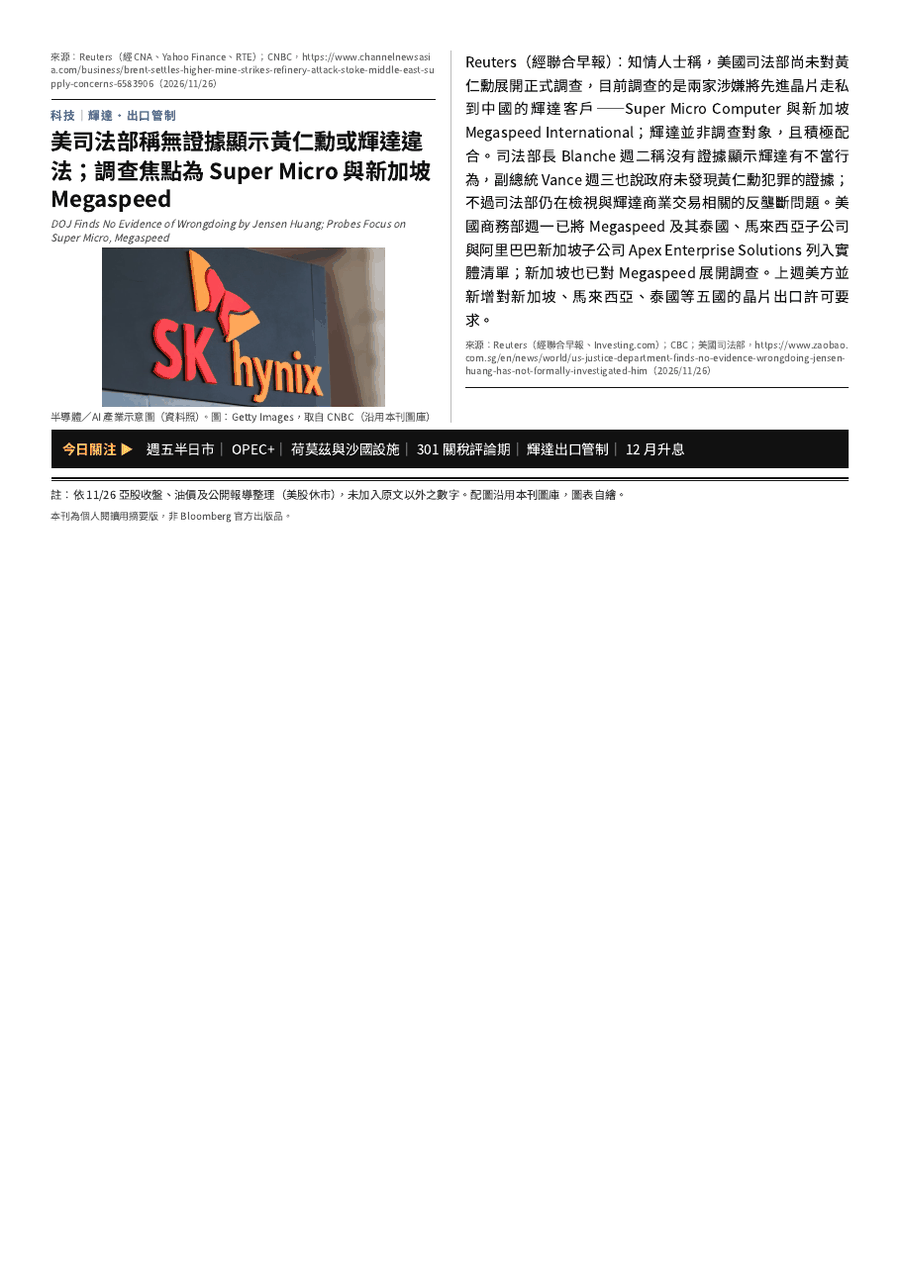 來源：Reuters（經CNA、Yahoo Finance、RTE）；CNBC，https://www.channelnewsasi
a.com/business/brent-settles-higher-mine-strikes-refinery-attack-stoke-middle-east-su
pply-concerns-6583906（2026/11/26）
科技｜輝達·出口管制
美司法部稱無證據顯示黃仁勳或輝達違
法；調查焦點為 Super Micro 與新加坡
Megaspeed
DOJ Finds No Evidence of Wrongdoing by Jensen Huang; Probes Focus on
Super Micro, Megaspeed
SK
hynix
半導體／AI 產業示意圖（資料照）。圖：Getty Images，取自 CNBC（沿用本刊圖庫）
Reuters（經聯合早報）：知情人士稱，美國司法部尚未對黃
仁勳展開正式調查，目前調查的是兩家涉嫌將先進晶片走私
到中國的輝達客戶——Super Micro Computer 與新加坡
Megaspeed International；輝達並非調查對象，且積極配
合。司法部長 Blanche 週二稱沒有證據顯示輝達有不當行
為，副總統 Vance 週三也說政府未發現黃仁勳犯罪的證據；
不過司法部仍在檢視與輝達商業交易相關的反壟斷問題。美
國商務部週一已將 Megaspeed 及其泰國、馬來西亞子公司
與阿里巴巴新加坡子公司 Apex Enterprise Solutions 列入實
體清單；新加坡也已對 Megaspeed 展開調查。上週美方並
新增對新加坡、馬來西亞、泰國等五國的晶片出口許可要
求。
來源：Reuters（經聯合早報、Investing.com）；CBC；美國司法部，https://www.zaobao.
com.sg/en/news/world/us-justice-department-finds-no-evidence-wrongdoing-jensen-
huang-has-not-formally-investigated-him（2026/11/26）
今日關注 ▶ 週五半日市｜ OPEC+｜ 荷莫茲與沙國設施｜ 301 關稅評論期｜ 輝達出口管制｜ 12 月升息
註：依 11/26 亞股收盤、油價及公開報導整理（美股休市），未加入原文以外之數字。配圖沿用本刊圖庫，圖表自繪。
本刊為個人閱讀用摘要版，非 Bloomberg 官方出版品。